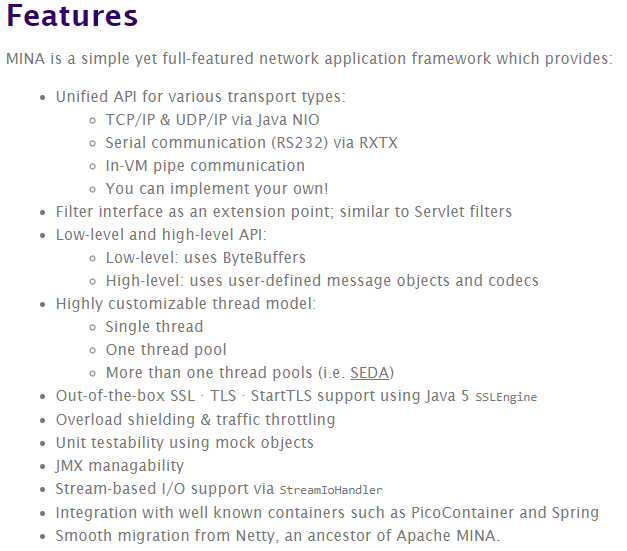 Features
MINA is a simple yet full-featured network application framework which provides:
• Unified API for various transport types:
◦ TCP/IP & UDP/IP via Java NIO
◦ Serial communication (RS232) via RXTX
◦ In-VM pipe communication
◦ You can implement your own!
• Filter interface as an extension point; similar to Servlet filters
• Low-level and high-level API:
◦ Low-level: uses ByteBuffers
◦ High-level: uses user-defined message objects and codecs
• Highly customizable thread model:
◦ Single thread
◦ One thread pool
◦ More than one thread pools (i.e. SEDA)
• Out-of-the-box SSL · TLS · StartTLS support using Java 5 SSLEngine
• Overload shielding & traffic throttling
• Unit testability using mock objects
• JMX managability
• Stream-based I/O support via StreamIoHandler
• Integration with well known containers such as PicoContainer and Spring
• Smooth migration from Netty, an ancestor of Apache MINA.